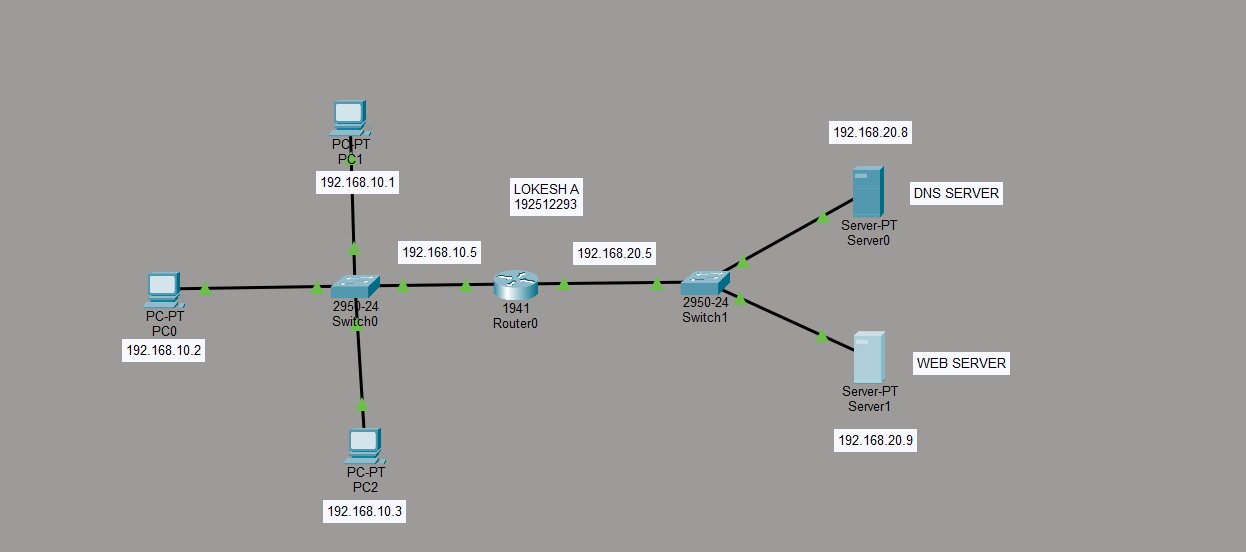 PC-PT
PC1
192.168.10.1
192.168.20.8
LOKESH A
192512293
DNS SERVER
Server-PT
Server0
192.168.10.5
192.168.20.5
PC-PT
PC0
192.168.10.2
2950-24
Switch0
1941
Router0
2950-24
Switch1
WEB SERVER
Server-PT
Server1
192.168.20.9
PC-PT
PC2
192.168.10.3